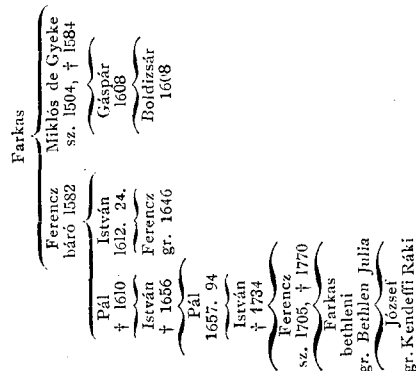 Farkas
Ferencz
báró 1582
Miklós de Gyeke
sz. 1504, † 1584
Pál
† 1610
István
1612. 24.
Gáspár
1608
István
† 1656
Ferencz
gr. 1646
Boldizsár
1608
Pál
1657. 94
István
† 1734
Ferencz
sz. 1705, † 1770
Farkas
bethleni
gr. Bethlen Julia
József
gr. Kendeffi Ráki